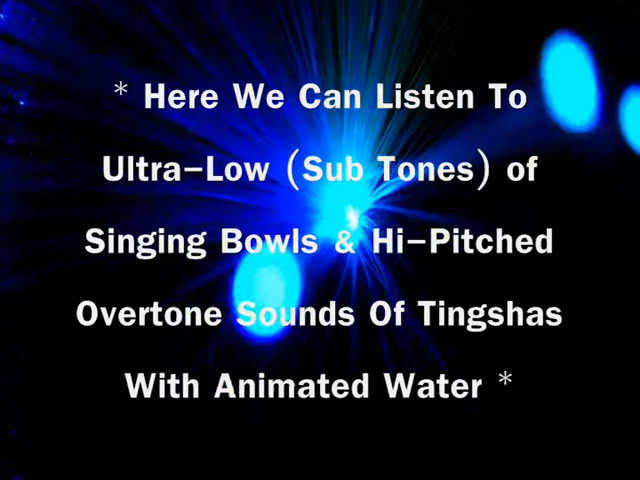 * Here We Can Listen To
Ultra-Low (Sub Tones) of
Singing Bowls & Hi-Pitched
Overtone Sounds Of Tingshas
With Animated Water *